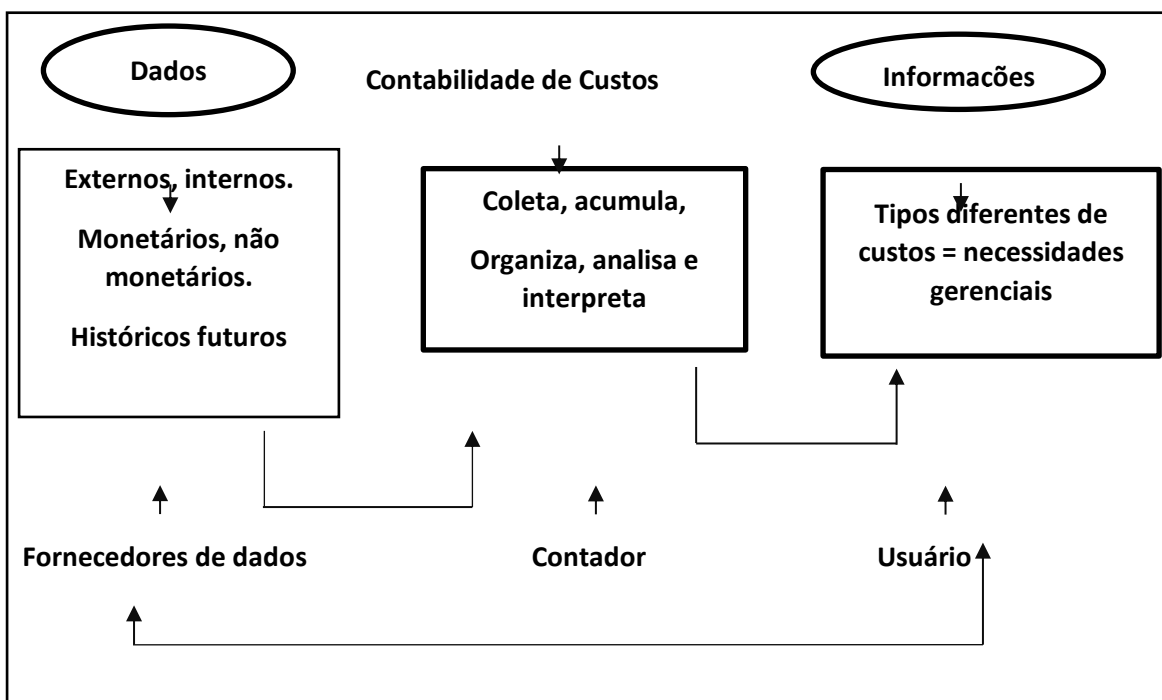 Dados
Contabilidade de Custos
Informacões
Externos, internos.
Monetários, não
monetários.
Históricos futuros
Coleta, acumula,
Organiza, analisa e
interpreta
Tipos diferentes de
custos = necessidades
gerenciais
Fornecedores de dados
Contador
Usuário